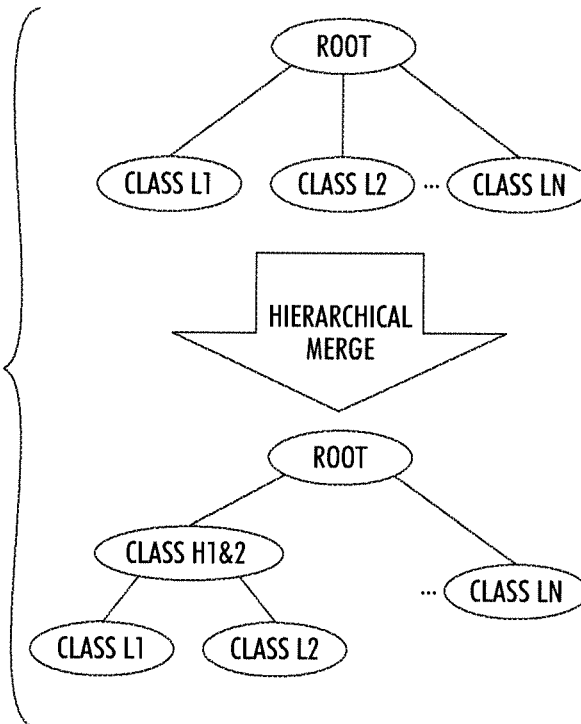 ROOT
CLASS L1 CLASS L2 ... CLASS LN
HIERARCHICAL
MERGE
ROOT
CLASS H1&2
... CLASS LN
CLASS L1 CLASS L2